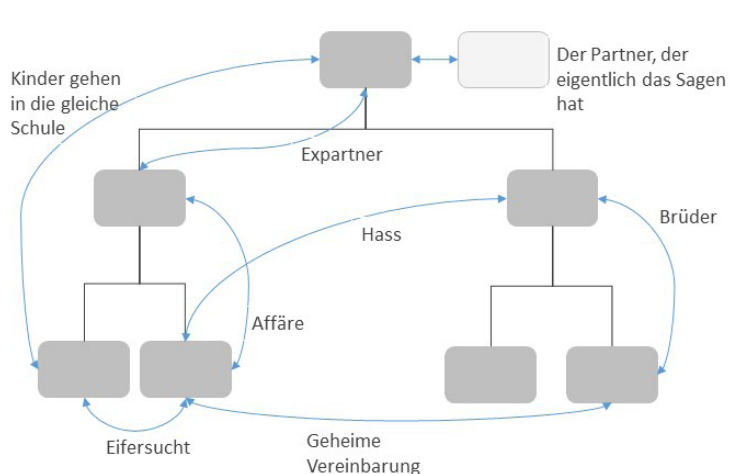 Kinder gehen
in die gleiche
Schule
Der Partner, der
eigentlich das Sagen
hat
Expartner
Hass
Brüder
Affäre
Eifersucht
Geheime
Vereinbarung